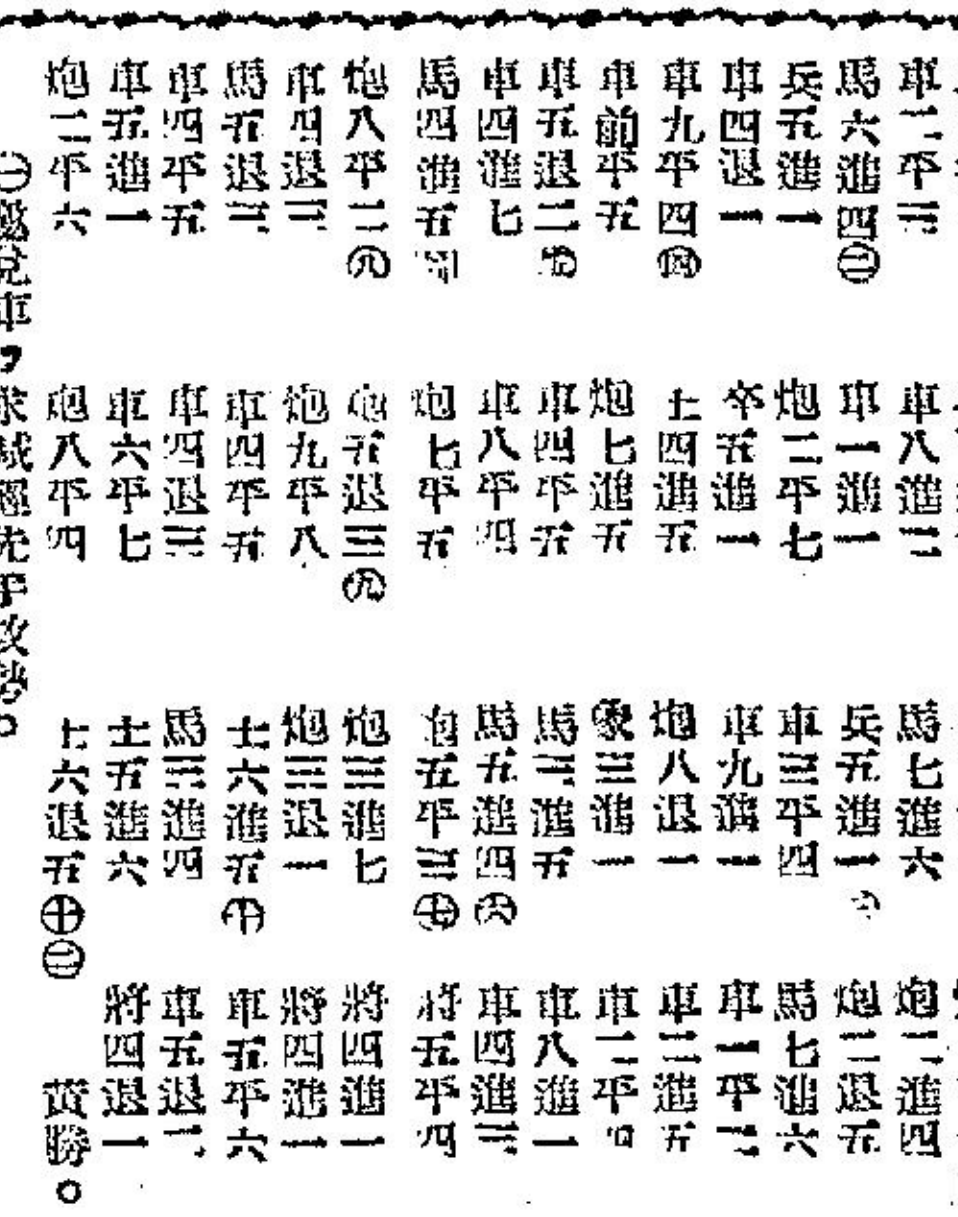 車二平三 車八進二 馬七進六 炮二進四
馬六進四㊁ 車一進一 兵五進一 炮二退五
兵五進一 炮二平七 車三平四 馬七進六
車四退一 卒五進一 車九進一 車一平二
車九平四㊃ 士四進五 炮八退一 車二進五
車前平五 炮七進五 象三進一 車二平四
車五退二㊄ 車四平五 馬三進五 車八進一
車四進七 車八平四 馬五進四㊅ 車四進三
馬四進五 炮七平五 炮五平三㊆ 將五平四
炮八平二㊇ 炮五退三㊈ 炮三進七 將四進一
車四退三 炮九平八 炮三退一 將四進一
馬五退三 車四平五 士六進五㊉ 車五平六
車四平五 車四退三 馬三進四 車五退二
車五進一 車六平七 士五進六 將四退一
炮二平六 炮八平四 士六退五㊉㊁ 黃勝。
兌車，求減輕先手攻勢。